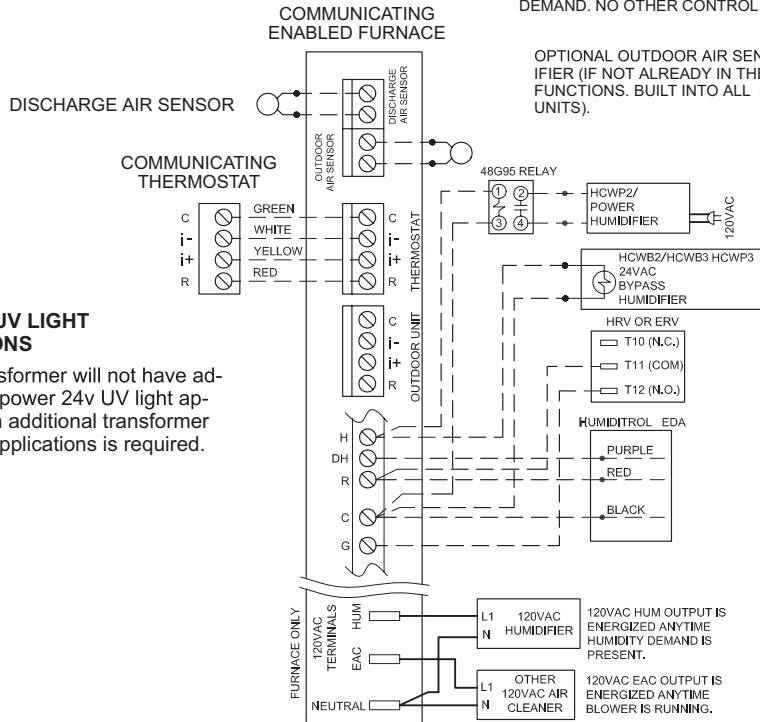 COMMUNICATING
ENABLED FURNACE
DEMAND. NO OTHER CONTROL
OPTIONAL OUTDOOR AIR SEN
IFIER (IF NOT ALREADY IN THE
FUNCTIONS. BUILT INTO ALL
UNITS).
DISCHARGE AIR SENSOR
DISCHARGE
AIR SENSOR
OUTDOOR
AIR SENSOR
COMMUNICATING
THERMOSTAT
C
i-
i+
R
GREEN
WHITE
YELLOW
RED
C
i-
i+
R
THERMOSTAT
C
i-
i+
R
OUTDOOR UNIT
48G95 RELAY
1
2
3
4
HCWP2/
POWER
HUMIDIFIER
120VAC
HCWB2/HCWB3 HCWP3
24VAC
BYPASS
HUMIDIFIER
HRV OR ERV
T10 (N.C.)
T11 (COM)
T12 (N.O.)
HUMIDITROL EDA
PURPLE
RED
BLACK
UV LIGHT
ONS
sformer will not have ad-
power 24v UV light ap-
additional transformer
pplications is required.
H
DH
R
C
G
FURNACE ONLY
120VAC
TERMINALS
HUM
EAC
NEUTRAL
L1
N
120VAC
HUMIDIFIER
120VAC HUM OUTPUT IS
ENERGIZED ANYTIME
HUMIDITY DEMAND IS
PRESENT.
L1
N
OTHER
120VAC AIR
CLEANER
120VAC EAC OUTPUT IS
ENERGIZED ANYTIME
BLOWER IS RUNNING.